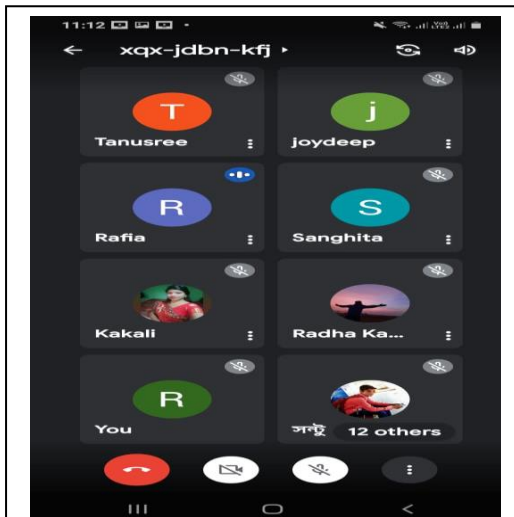 11:12
xqx-jdbn-kfj
T
j
Tanusree
joydeep
R
S
Rafia
Sanghita
Kakali
Radha Ka...
R
You
সন্টু 12 others